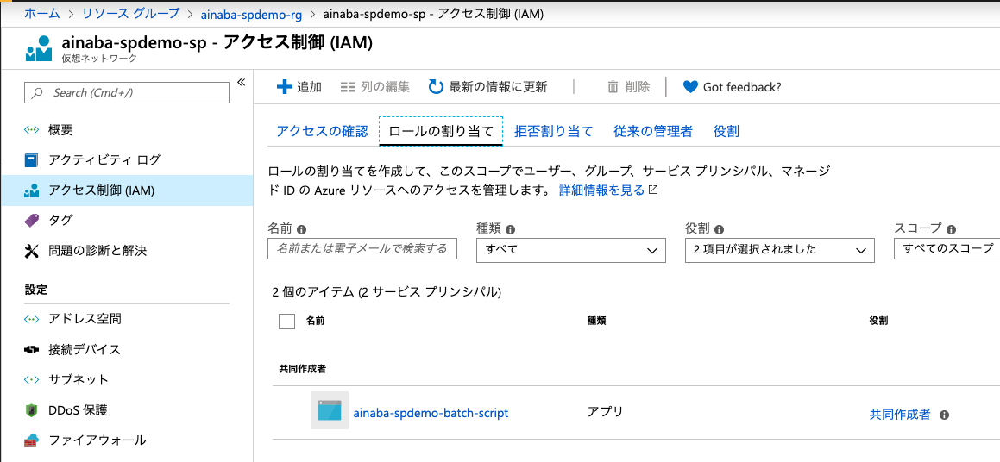 ホーム > リソース グループ > ainaba-spdemo-rg > ainaba-spdemo-sp - アクセス制御 (IAM)
ainaba-spdemo-sp - アクセス制御 (IAM)
仮想ネットワーク
Search (Cmd+/)
概要
アクティビティ ログ
アクセス制御 (IAM)
タグ
問題の診断と解決
設定
アドレス空間
接続デバイス
サブネット
DDoS 保護
ファイアウォール
追加 列の編集 最新の情報に更新 削除 Got feedback?
アクセスの確認 ロールの割り当て 拒否割り当て 従来の管理者 役割
ロールの割り当てを作成して、このスコープでユーザー、グループ、サービス プリンシパル、マネージ
ド ID の Azure リソースへのアクセスを管理します。 詳細情報を見る
名前 種類 役割 スコープ
名前または電子メールで検索する すべて 2 項目が選択されました すべてのスコープ
2 個のアイテム (2 サービス プリンシパル)
名前 種類 役割
共同作成者
ainaba-spdemo-batch-script アプリ 共同作成者